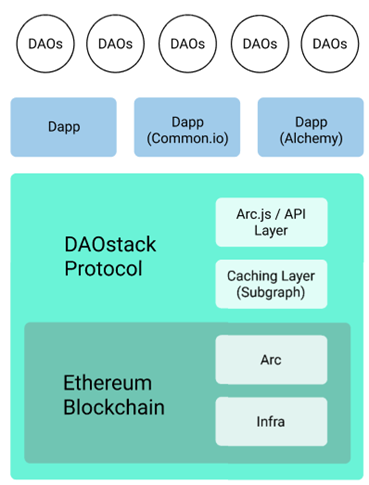 DAOs DAOs DAOs DAOs DAOs
Dapp
Dapp
(Common.io)
Dapp
(Alchemy)
DAOstack
Protocol
Arc.js / API
Layer
Caching Layer
(Subgraph)
Ethereum
Blockchain
Arc
Infra